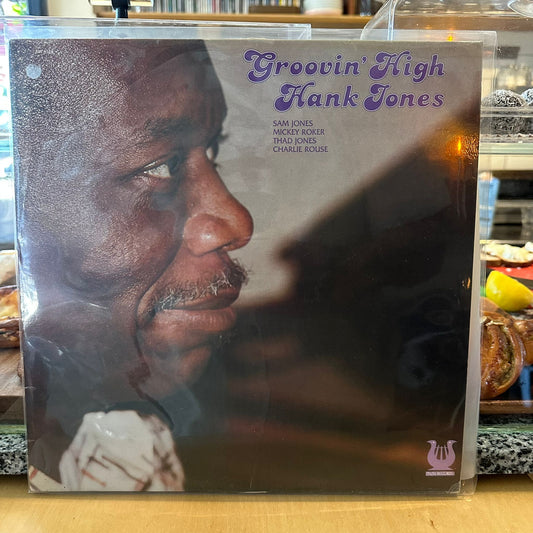 Groovin' High
Hank Jones
SAM JONES
MICKEY ROKER
THAD JONES
CHARLIE ROUSE